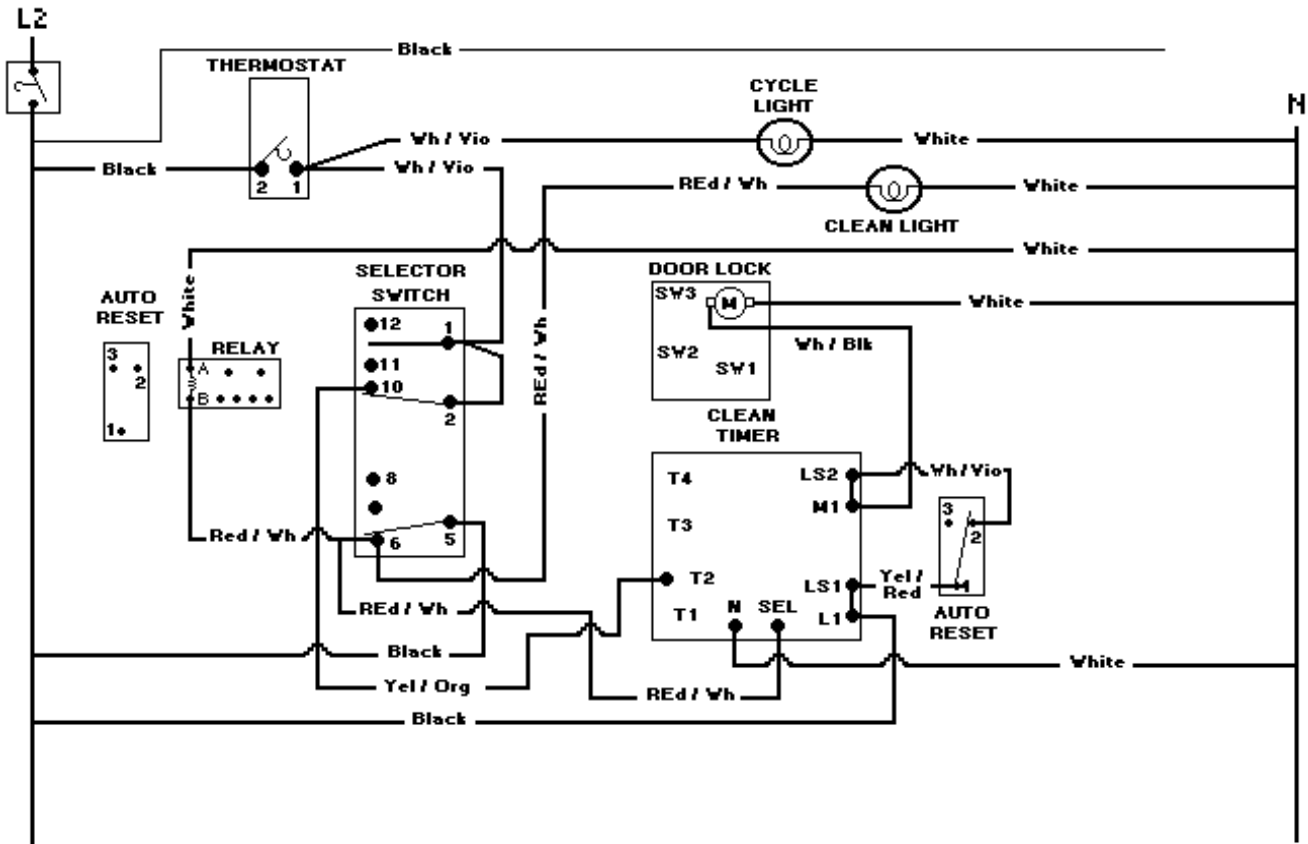 L2
Black
THERMOSTAT
CYCLE
LIGHT
N
Wh / Vio
White
Black
2 1
Wh / Vio
REd / Wh
White
CLEAN LIGHT
White
SELECTOR
SWITCH
DOOR LOCK
AUTO
RESET
White
RELAY
REd / Wh
SW3
M
White
Wh / Blk
SW2
SW1
3
2
1
A
B
12
1
11
10
2
8
6
5
CLEAN
TIMER
T4
LS2
Wh / Vio
M1
T3
3
2
Red / Wh
T2
LS1
Yel /
Red
T1
N
SEL
L1
AUTO
RESET
REd / Wh
Black
White
Yel / Org
REd / Wh
Black